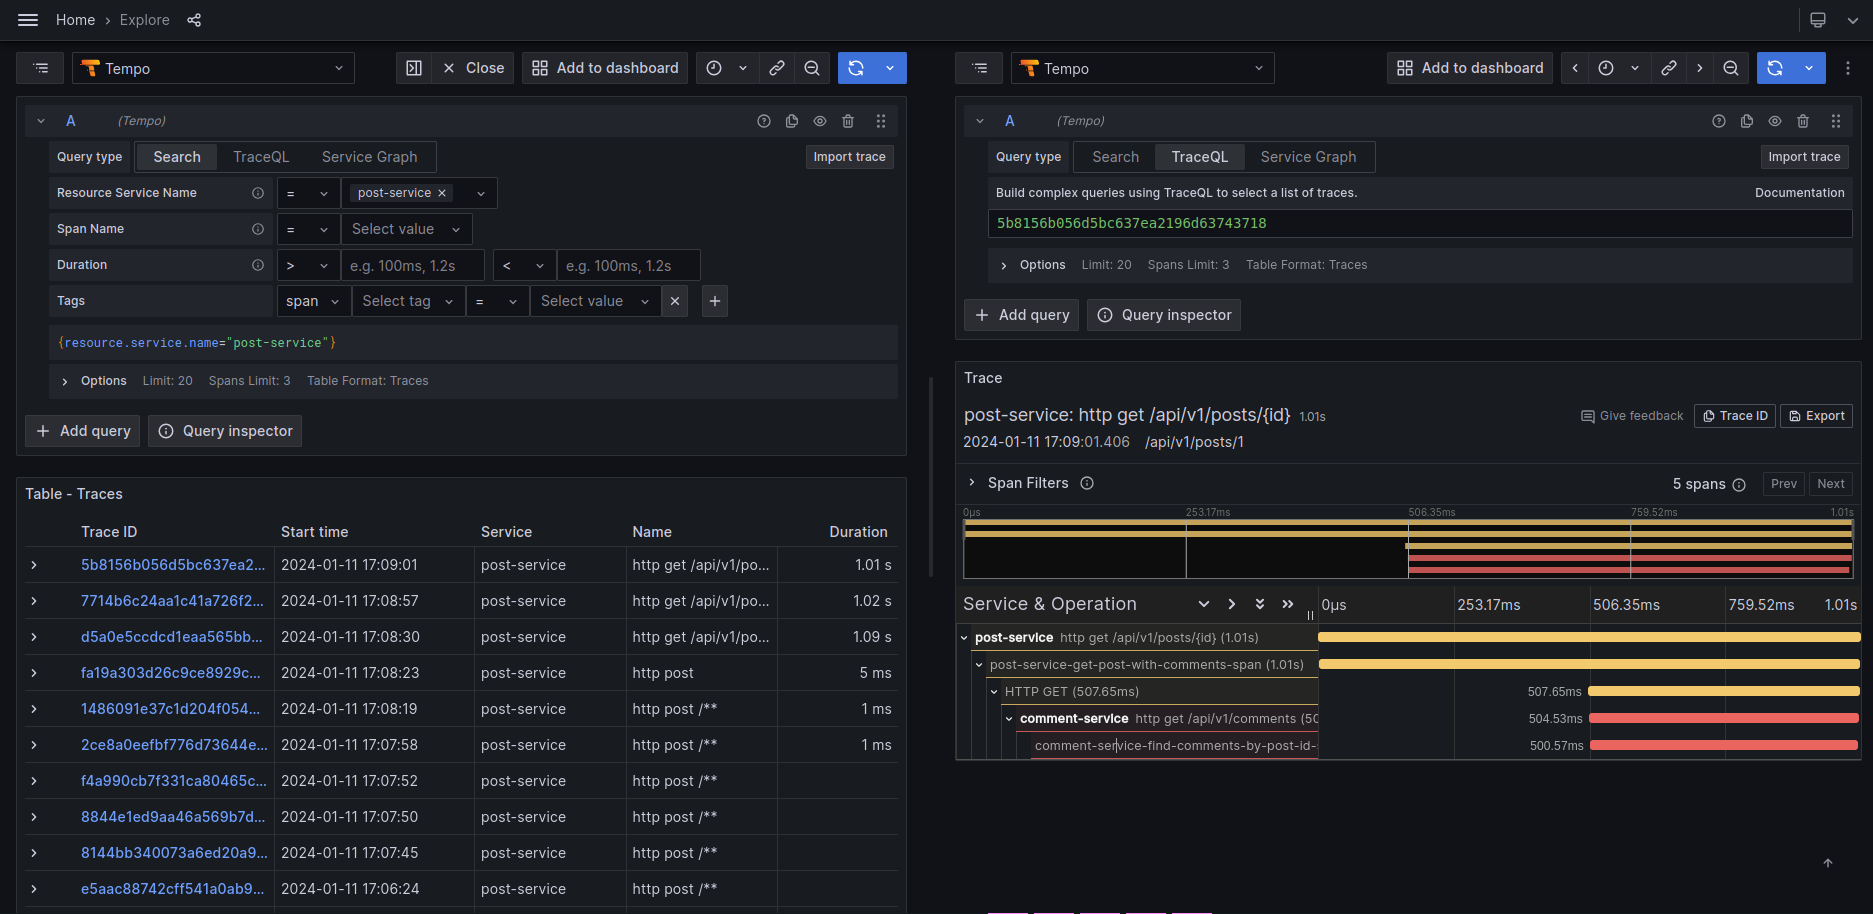 Home › Explore
Tempo
Close
Add to dashboard
A (Tempo)
Query type Search TraceQL Service Graph Import trace
Resource Service Name = post-service ×
Span Name = Select value
Duration > e.g. 100ms, 1.2s < e.g. 100ms, 1.2s
Tags span Select tag = Select value
{resource.service.name="post-service"}
Options Limit: 20 Spans Limit: 3 Table Format: Traces
+ Add query Query inspector
Table - Traces
Trace ID Start time Service Name Duration
5b8156b056d5bc637ea2... 2024-01-11 17:09:01 post-service http get /api/v1/po... 1.01 s
7714b6c24aa1c41a726f2... 2024-01-11 17:08:57 post-service http get /api/v1/po... 1.02 s
d5a0e5ccdcd1eaa565bb... 2024-01-11 17:08:30 post-service http get /api/v1/po... 1.09 s
fa19a303d26c9ce8929c... 2024-01-11 17:08:23 post-service http post 5 ms
1486091e37c1d204f054... 2024-01-11 17:08:19 post-service http post /** 1 ms
2ce8a0eefbf776d73644e... 2024-01-11 17:07:58 post-service http post /** 1 ms
f4a990cb7f331ca80465c... 2024-01-11 17:07:52 post-service http post /**
8844e1ed9aa46a569b7d... 2024-01-11 17:07:50 post-service http post /**
8144bb340073a6ed20a9... 2024-01-11 17:07:45 post-service http post /**
e5aac88742cff541a0ab9... 2024-01-11 17:06:24 post-service http post /**
Tempo
Add to dashboard
A (Tempo)
Query type Search TraceQL Service Graph Import trace
Build complex queries using TraceQL to select a list of traces. Documentation
5b8156b056d5bc637ea2196d63743718
Options Limit: 20 Spans Limit: 3 Table Format: Traces
+ Add query Query inspector
Trace
post-service: http get /api/v1/posts/{id} 1.01s Give feedback Trace ID Export
2024-01-11 17:09:01.406 /api/v1/posts/1
Span Filters 5 spans Prev Next
0µs 253.17ms 506.35ms 759.52ms 1.01s
Service & Operation 0µs 253.17ms 506.35ms 759.52ms 1.01s
post-service http get /api/v1/posts/{id} (1.01s)
post-service-get-post-with-comments-span (1.01s)
HTTP GET (507.65ms) 507.65ms
comment-service http get /api/v1/comments (50 504.53ms
comment-service-find-comments-by-post-id- 500.57ms